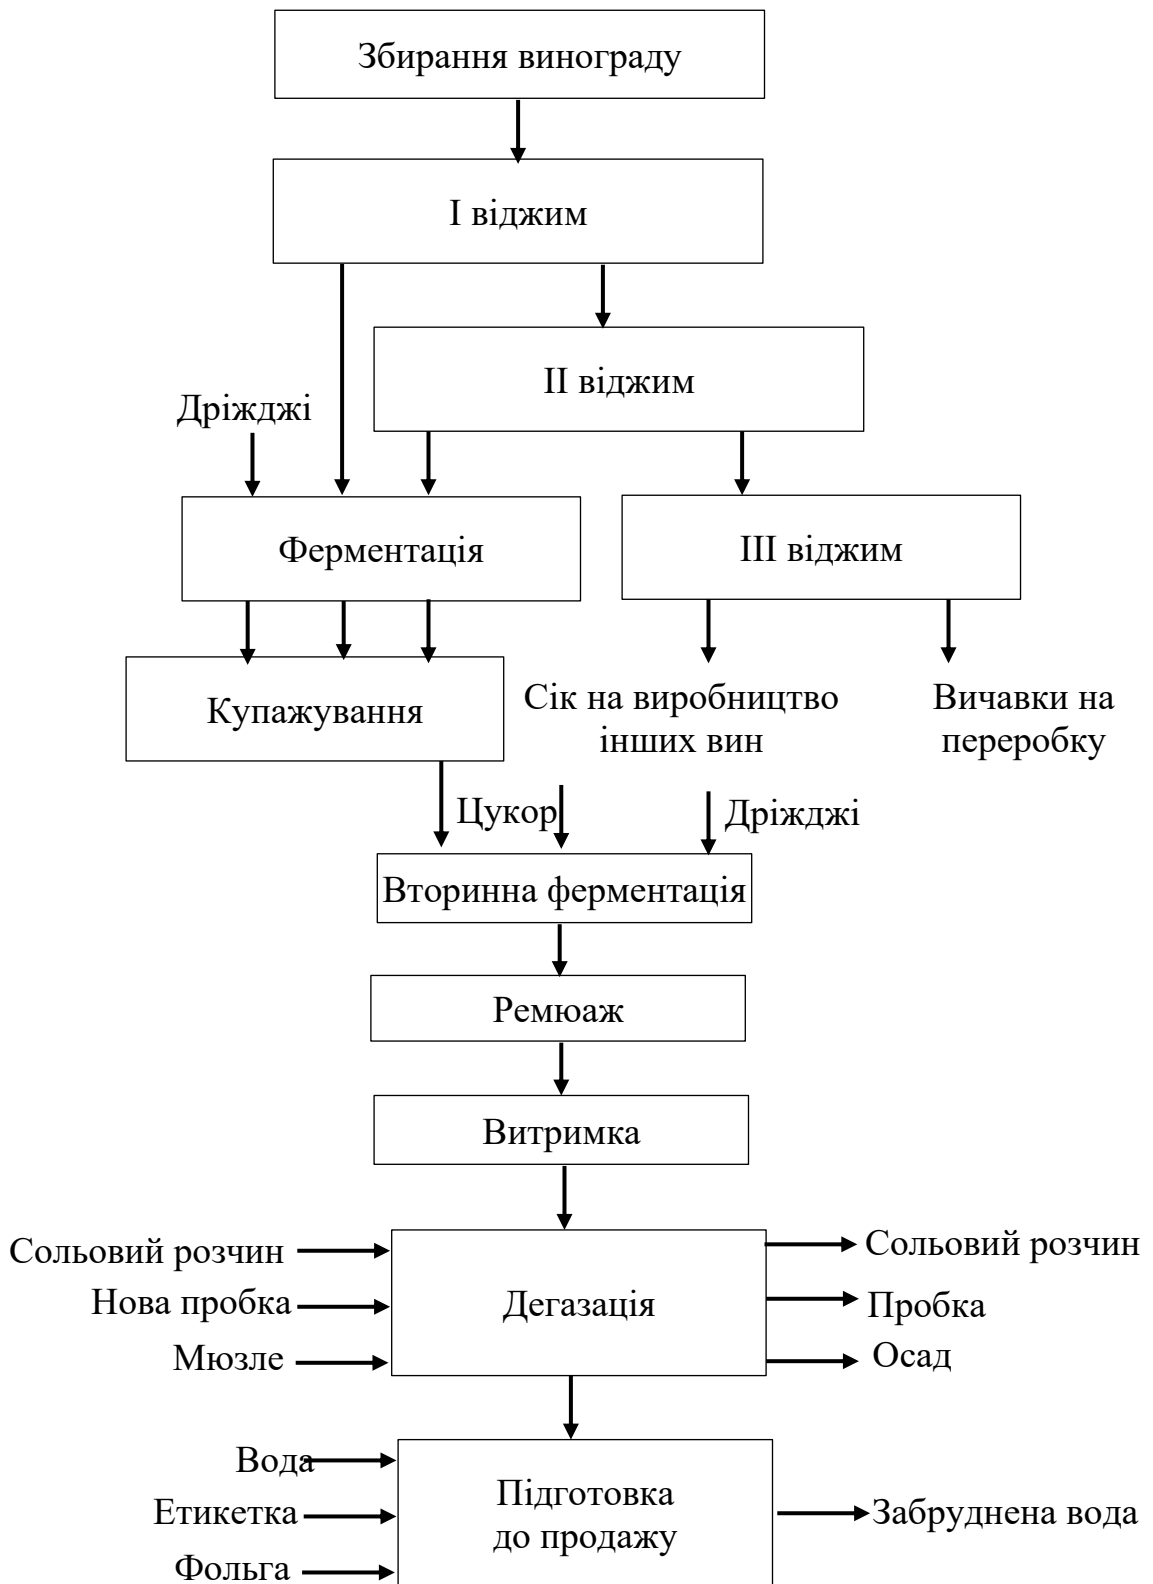 Збирання винограду
І віджим
ІІ віджим
Дріжджі
Ферментація
ІІІ віджим
Купажування
Сік на виробництво
інших вин
Вичавки на
переробку
Цукор
Дріжджі
Вторинна ферментація
Ремюаж
Витримка
Сольовий розчин
Нова пробка
Мюзле
Дегазація
Сольовий розчин
Пробка
Осад
Вода
Етикетка
Фольга
Підготовка
до продажу
Забруднена вода